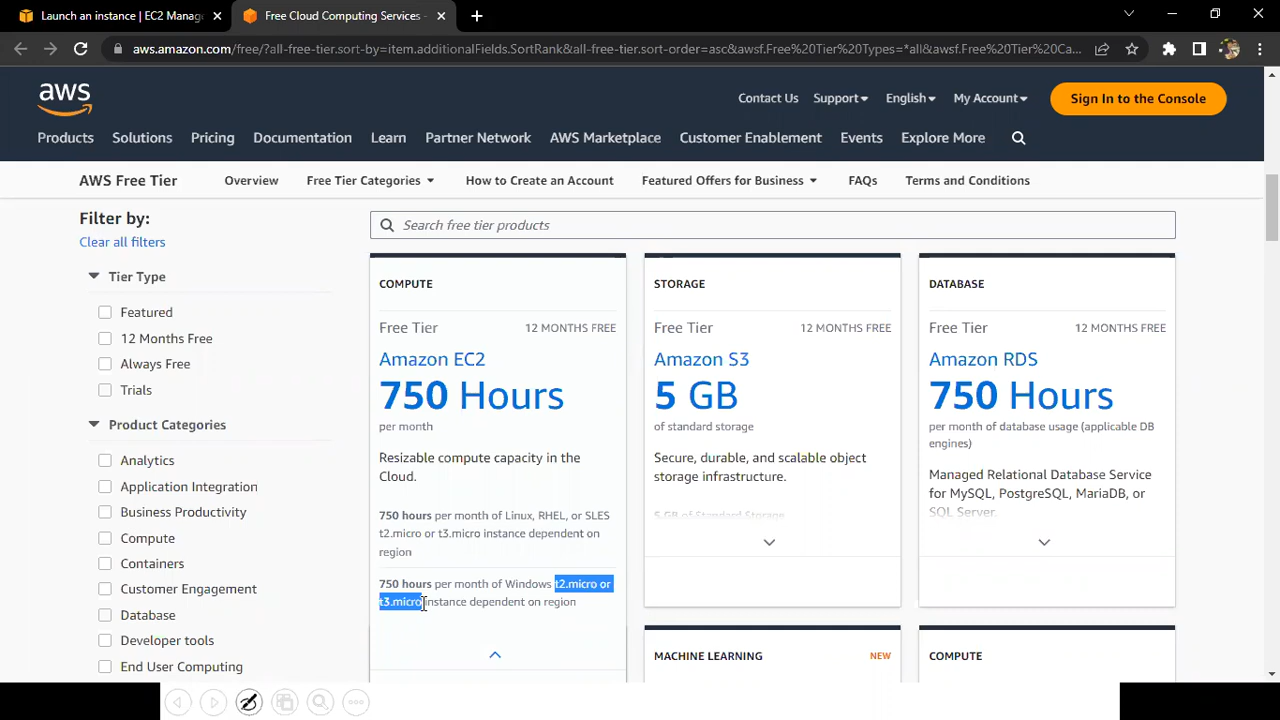 Launch an instance | EC2 Manag
Free Cloud Computing Services -
aws.amazon.com/free/?all-free-tier.sort-by=item.additionalFields.SortRank&all-free-tier.sort-order=asc&awsf.Free%20Tier%20Types=*all&awsf.Free%20Tier%20Ca...
aws
Contact Us Support English My Account Sign In to the Console
Products Solutions Pricing Documentation Learn Partner Network AWS Marketplace Customer Enablement Events Explore More
AWS Free Tier Overview Free Tier Categories How to Create an Account Featured Offers for Business FAQs Terms and Conditions
Filter by:
Clear all filters
Tier Type
Featured
12 Months Free
Always Free
Trials
Product Categories
Analytics
Application Integration
Business Productivity
Compute
Containers
Customer Engagement
Database
Developer tools
End User Computing
Search free tier products
COMPUTE
Free Tier 12 MONTHS FREE
Amazon EC2
750 Hours
per month
Resizable compute capacity in the
Cloud.
750 hours per month of Linux, RHEL, or SLES
t2.micro or t3.micro instance dependent on
region
750 hours per month of Windows t2.micro or
t3.micro instance dependent on region
STORAGE
Free Tier 12 MONTHS FREE
Amazon S3
5 GB
of standard storage
Secure, durable, and scalable object
storage infrastructure.
5 GB of Standard Storage
DATABASE
Free Tier 12 MONTHS FREE
Amazon RDS
750 Hours
per month of database usage (applicable DB
engines)
Managed Relational Database Service
for MySQL, PostgreSQL, MariaDB, or
SQL Server.
MACHINE LEARNING NEW
COMPUTE